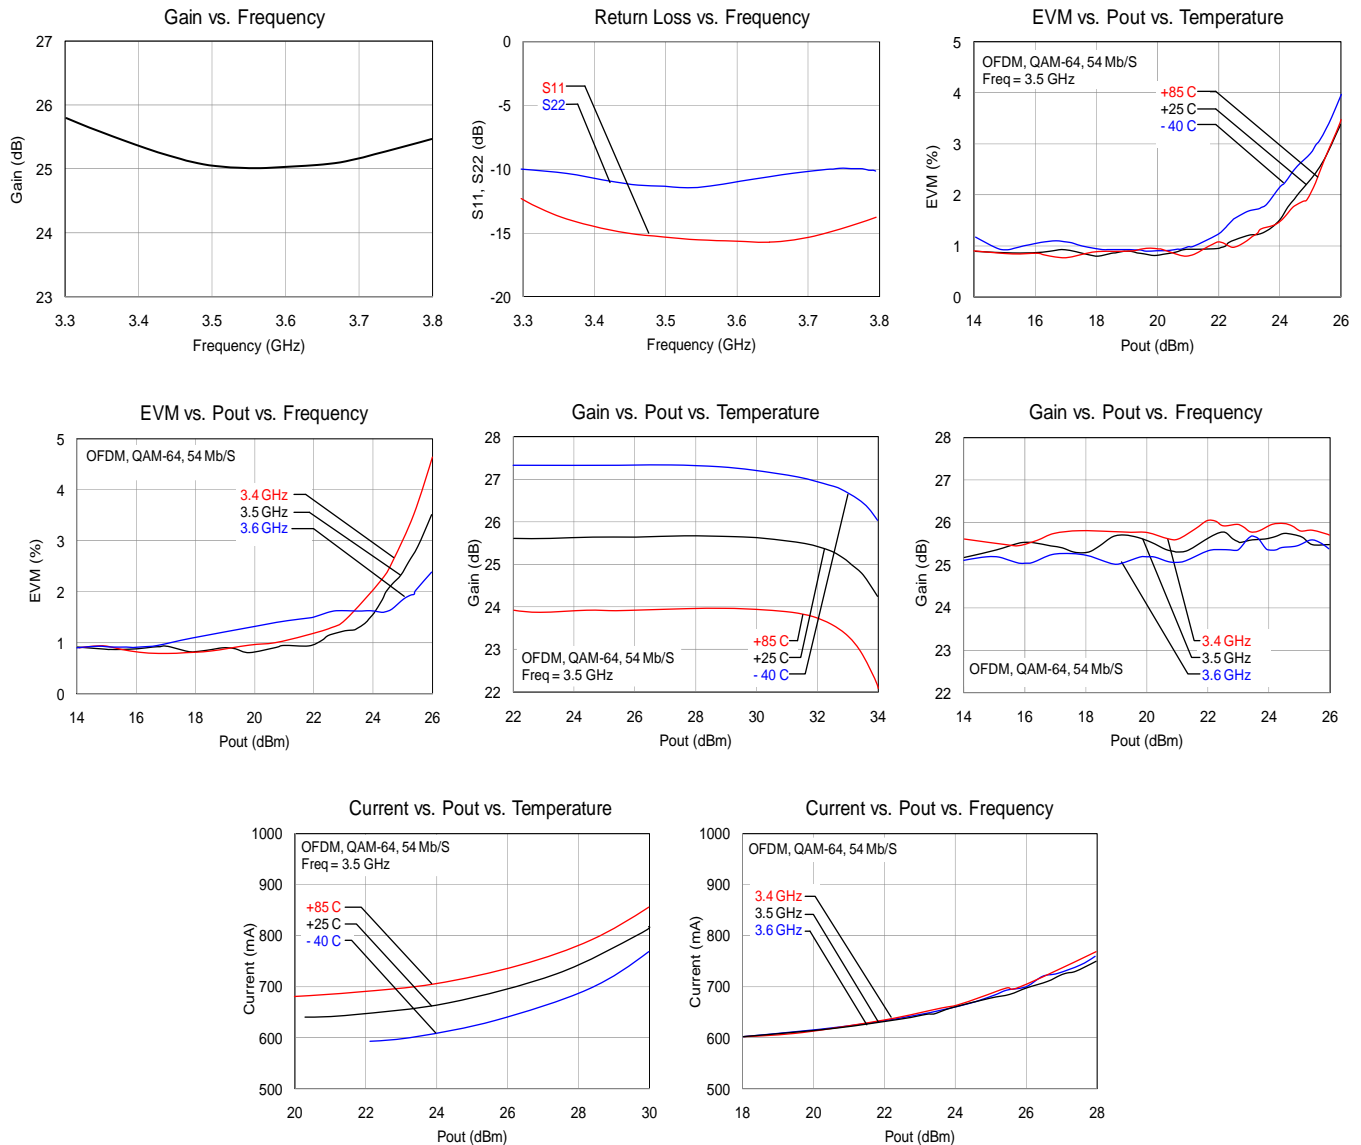 Gain vs. Frequency
27
26
25
24
23
3.3 3.4 3.5 3.6 3.7 3.8
Gain (dB)
Frequency (GHz)
Return Loss vs. Frequency
0
-5
-10
-15
-20
3.3 3.4 3.5 3.6 3.7 3.8
S11
S22
S11, S22 (dB)
Frequency (GHz)
EVM vs. Pout vs. Temperature
5
4
3
2
1
0
14 16 18 20 22 24 26
OFDM, QAM-64, 54 Mb/S
Freq = 3.5 GHz
+85 C
+25 C
- 40 C
EVM (%)
Pout (dBm)
EVM vs. Pout vs. Frequency
5
4
3
2
1
0
14 16 18 20 22 24 26
OFDM, QAM-64, 54 Mb/S
3.4 GHz
3.5 GHz
3.6 GHz
EVM (%)
Pout (dBm)
Gain vs. Pout vs. Temperature
28
27
26
25
24
23
22
22 24 26 28 30 32 34
+85 C
+25 C
- 40 C
OFDM, QAM-64, 54 Mb/S
Freq = 3.5 GHz
Gain (dB)
Pout (dBm)
Gain vs. Pout vs. Frequency
28
27
26
25
24
23
22
14 16 18 20 22 24 26
3.4 GHz
3.5 GHz
3.6 GHz
OFDM, QAM-64, 54 Mb/S
Gain (dB)
Pout (dBm)
Current vs. Pout vs. Temperature
1000
900
800
700
600
500
20 22 24 26 28 30
OFDM, QAM-64, 54 Mb/S
Freq = 3.5 GHz
+85 C
+25 C
- 40 C
Current (mA)
Pout (dBm)
Current vs. Pout vs. Frequency
1000
900
800
700
600
500
18 20 22 24 26 28
OFDM, QAM-64, 54 Mb/S
3.4 GHz
3.5 GHz
3.6 GHz
Current (mA)
Pout (dBm)